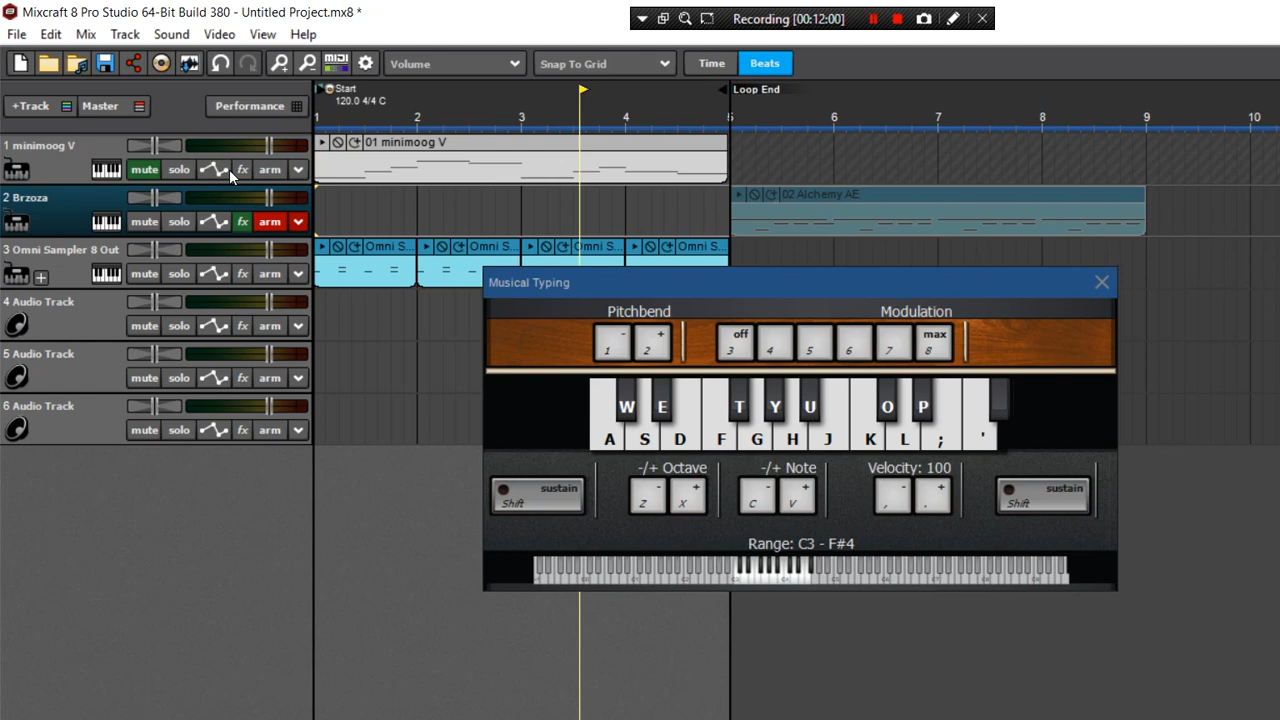 Mixcraft 8 Pro Studio 64-Bit Build 380 - Untitled Project.mx8 *
Recording [00:12:00]
File Edit Mix Track Sound Video View Help
MIDI Volume Snap To Grid Time Beats
+Track Master Performance
Start
120.0 4/4 C
Loop End
1 2 3 4 5 6 7 8 9 10
1 minimoog V
mute solo fx arm
01 minimoog V
2 Brzoza
mute solo fx arm
02 Alchemy AE
3 Omni Sampler 8 Out
mute solo fx arm
Omni S... Omni S... Omni S... Omni S...
4 Audio Track
mute solo fx arm
5 Audio Track
mute solo fx arm
6 Audio Track
mute solo fx arm
Musical Typing
Pitchbend Modulation
- + off max
1 2 3 4 5 6 7 8
W E T Y U O P
A S D F G H J K L ; '
-/+ Octave -/+ Note Velocity: 100
sustain - + - + - + sustain
Shift Z X C V , . Shift
Range: C3 - F#4